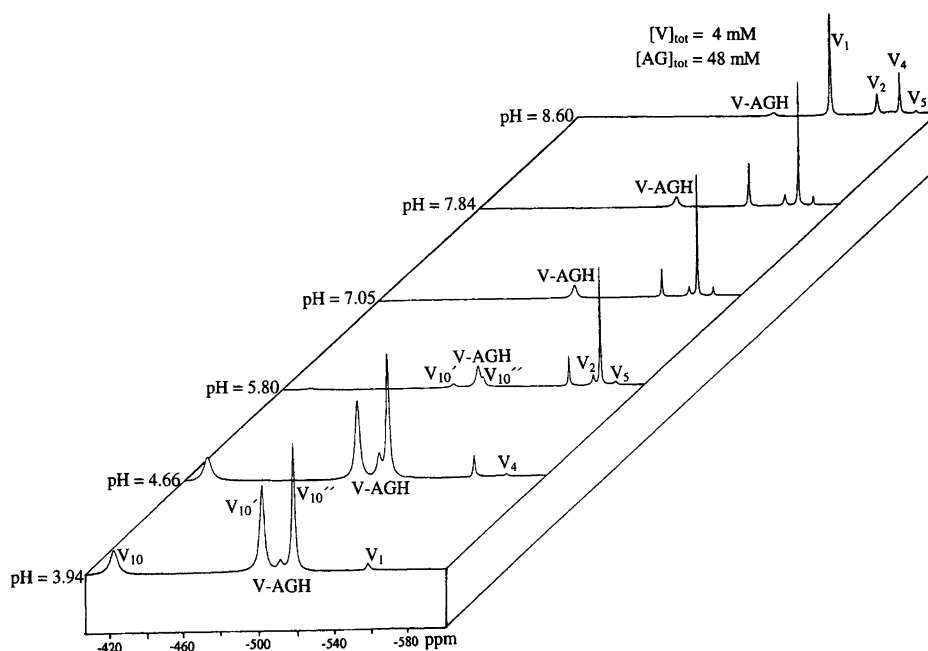 [V]tot = 4 mM
[AG]tot = 48 mM
V1
V4
V2
V5
V-AGH
pH = 8.60
V-AGH
pH = 7.84
V-AGH
pH = 7.05
V-AGH
V10´
V10´´
V2
V5
pH = 5.80
V4
V-AGH
pH = 4.66
V10´
V10´´
V10
V1
V-AGH
pH = 3.94
-420 -460 -500 -540 -580 ppm